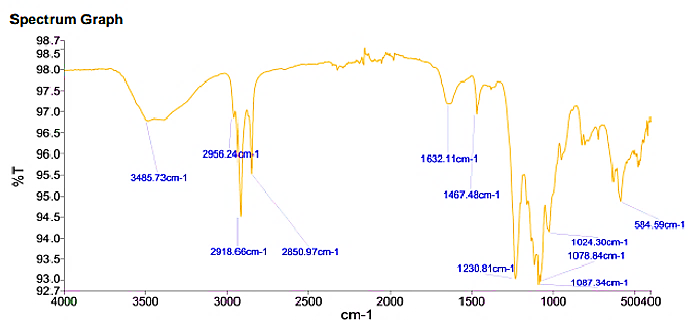 Spectrum Graph
98.7
98.5
98.0
97.5
97.0
96.5
96.0
95.5
95.0
94.5
94.0
93.5
93.0
92.7
%T
4000
3500
3000
2500
2000
1500
1000
500
400
cm-1
3485.73cm-1
2956.24cm-1
2918.66cm-1
2850.97cm-1
1632.11cm-1
1467.48cm-1
1230.81cm-1
1024.30cm-1
1078.84cm-1
1087.34cm-1
584.59cm-1